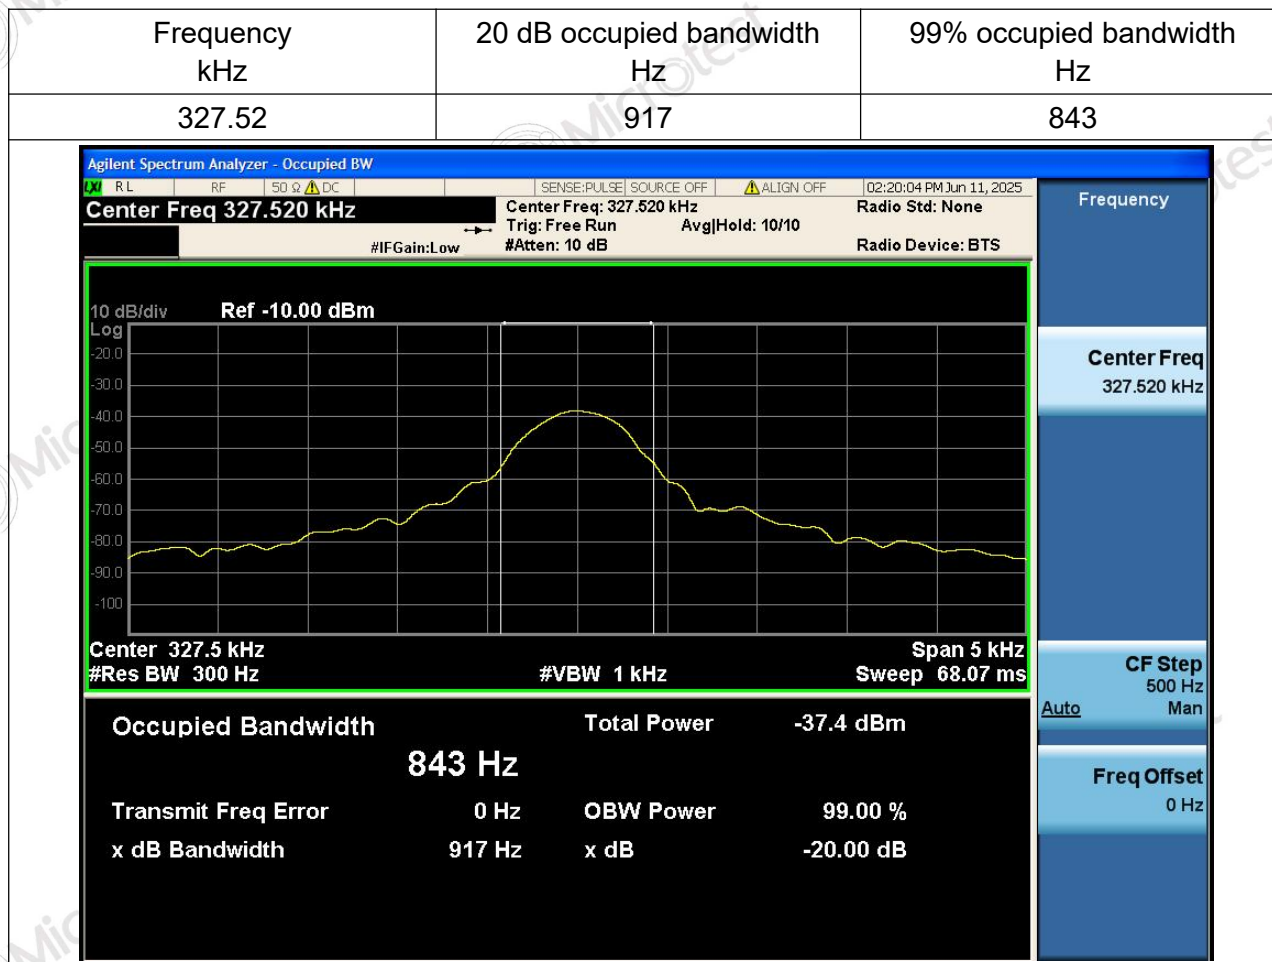 Frequency 20 dB occupied bandwidth 99% occupied bandwidth
kHz Hz Hz
327.52 917 843
Microtest
Agilent Spectrum Analyzer - Occupied BW
LXI RL RF 50 Ω DC SENSE:PULSE SOURCE OFF ALIGN OFF 02:20:04 PM Jun 11, 2025
Center Freq 327.520 kHz Center Freq: 327.520 kHz Radio Std: None Frequency
Trig: Free Run Avg|Hold: 10/10
#IFGain:Low #Atten: 10 dB Radio Device: BTS
10 dB/div Ref -10.00 dBm
Log
-20.0
-30.0
-40.0
-50.0
-60.0
-70.0
-80.0
-90.0
-100
Center Freq
327.520 kHz
Center 327.5 kHz Span 5 kHz
#Res BW 300 Hz #VBW 1 kHz Sweep 68.07 ms
CF Step
500 Hz
Auto Man
Freq Offset
0 Hz
Occupied Bandwidth Total Power -37.4 dBm
843 Hz
Transmit Freq Error 0 Hz OBW Power 99.00 %
x dB Bandwidth 917 Hz x dB -20.00 dB